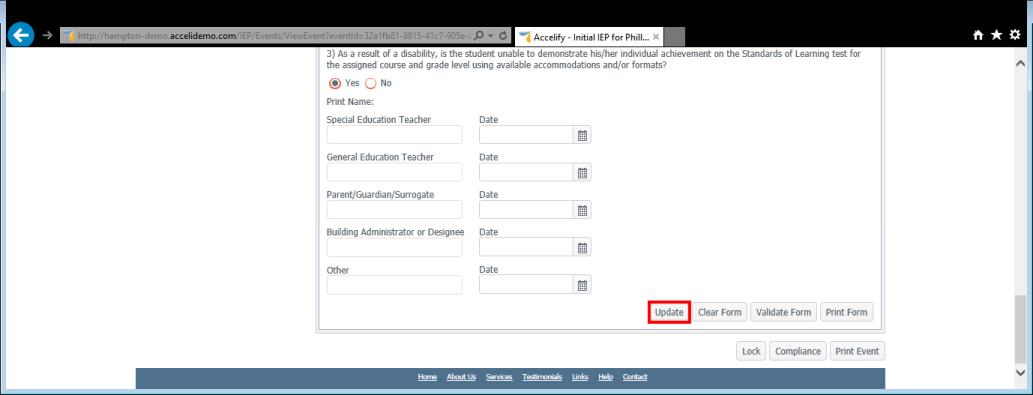 http://hampton-demo.accelidemo.com/IEP/Events/ViewEvent?eventId=32a1fb81-8815-41c7-905e-
Accelify - Initial IEP for Phill... ×
3) As a result of a disability, is the student unable to demonstrate his/her individual achievement on the Standards of Learning test for
the assigned course and grade level using available accommodations and/or formats?
Yes No
Print Name:
Special Education Teacher Date
General Education Teacher Date
Parent/Guardian/Surrogate Date
Building Administrator or Designee Date
Other Date
Update Clear Form Validate Form Print Form
Lock Compliance Print Event
Home About Us Services Testimonials Links Help Contact